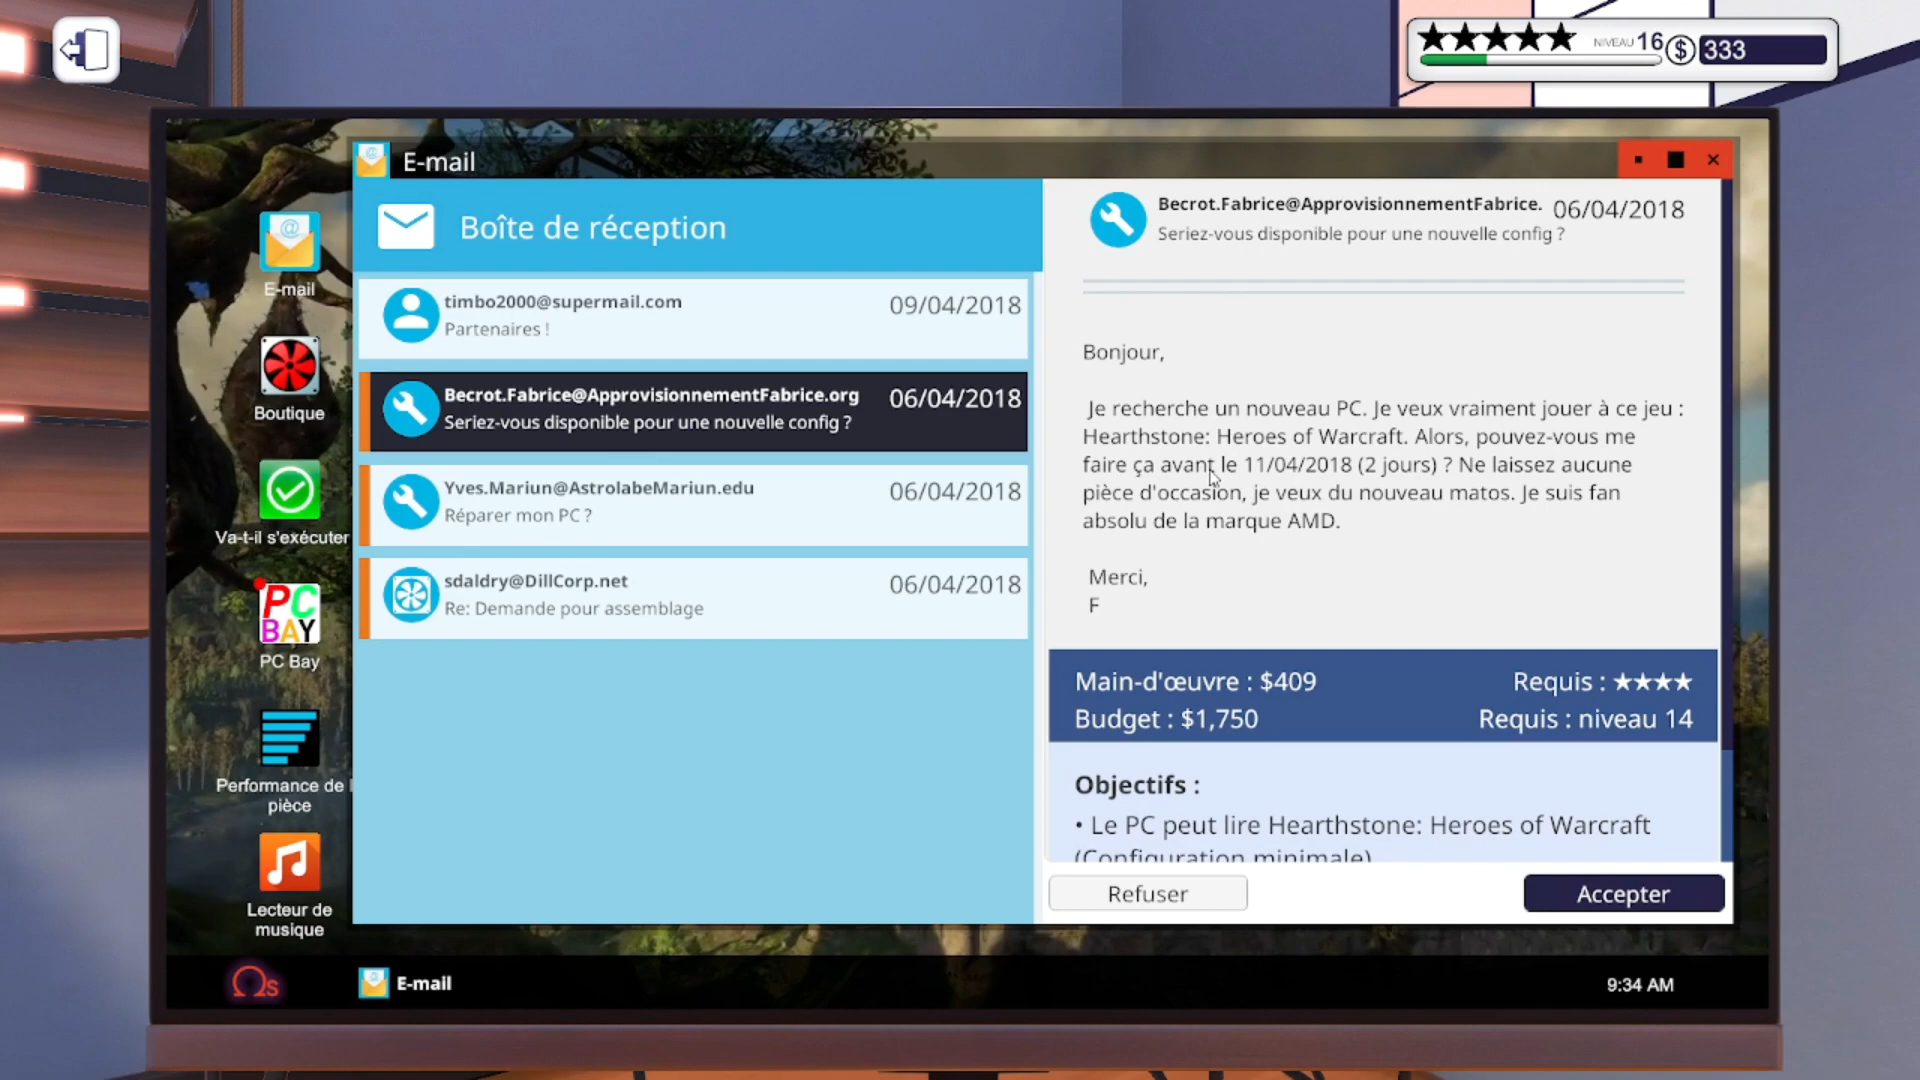 ★★★★★ NIVEAU 16 $ 333
E-mail
Boîte de réception
timbo2000@supermail.com 09/04/2018
Partenaires !
Becrot.Fabrice@ApprovisionnementFabrice.org 06/04/2018
Seriez-vous disponible pour une nouvelle config ?
Yves.Mariun@AstrolabeMariun.edu 06/04/2018
Réparer mon PC ?
sdaldry@DillCorp.net 06/04/2018
Re: Demande pour assemblage
Becrot.Fabrice@ApprovisionnementFabrice. 06/04/2018
Seriez-vous disponible pour une nouvelle config ?
Bonjour,
Je recherche un nouveau PC. Je veux vraiment jouer à ce jeu :
Hearthstone: Heroes of Warcraft. Alors, pouvez-vous me
faire ça avant le 11/04/2018 (2 jours) ? Ne laissez aucune
pièce d'occasion, je veux du nouveau matos. Je suis fan
absolu de la marque AMD.
Merci,
F
Main-d'œuvre : $409 Requis : ★★★★
Budget : $1,750 Requis : niveau 14
Objectifs :
• Le PC peut lire Hearthstone: Heroes of Warcraft
(Configuration minimale)
Refuser Accepter
E-mail
Boutique
Va-t-il s'exécuter
PC BAY
PC Bay
Performance de l
pièce
Lecteur de
musique
Ωs E-mail 9:34 AM